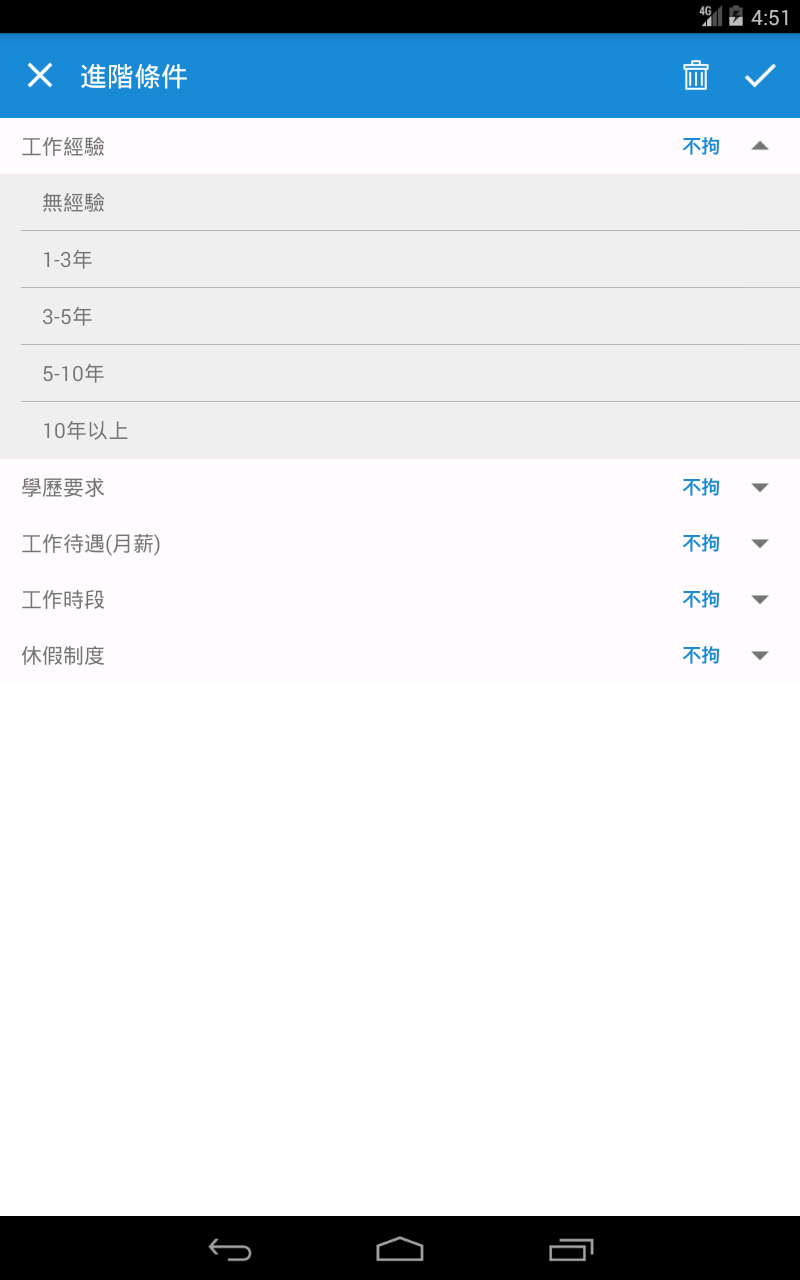 4G 4:51
進階條件
工作經驗 不拘
無經驗
1-3年
3-5年
5-10年
10年以上
學歷要求 不拘
工作待遇(月薪) 不拘
工作時段 不拘
休假制度 不拘